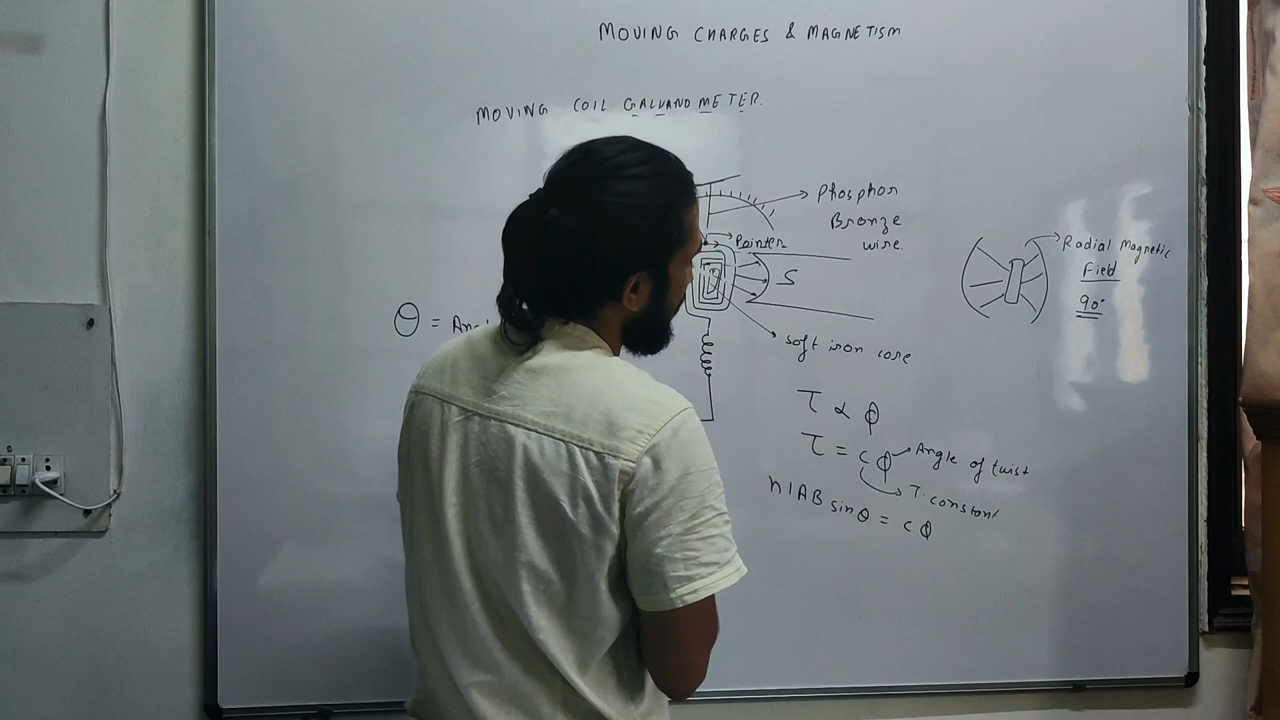 MOVING CHARGES & MAGNETISM
MOVING COIL GALVANOMETER.
Phosphor
Bronze
wire.
Pointer
S
Radial Magnetic
Field
90°
θ =
soft iron core
τ α ϕ
τ = c ϕ Angle of twist
T. constant
nIAB sinθ = c ϕ